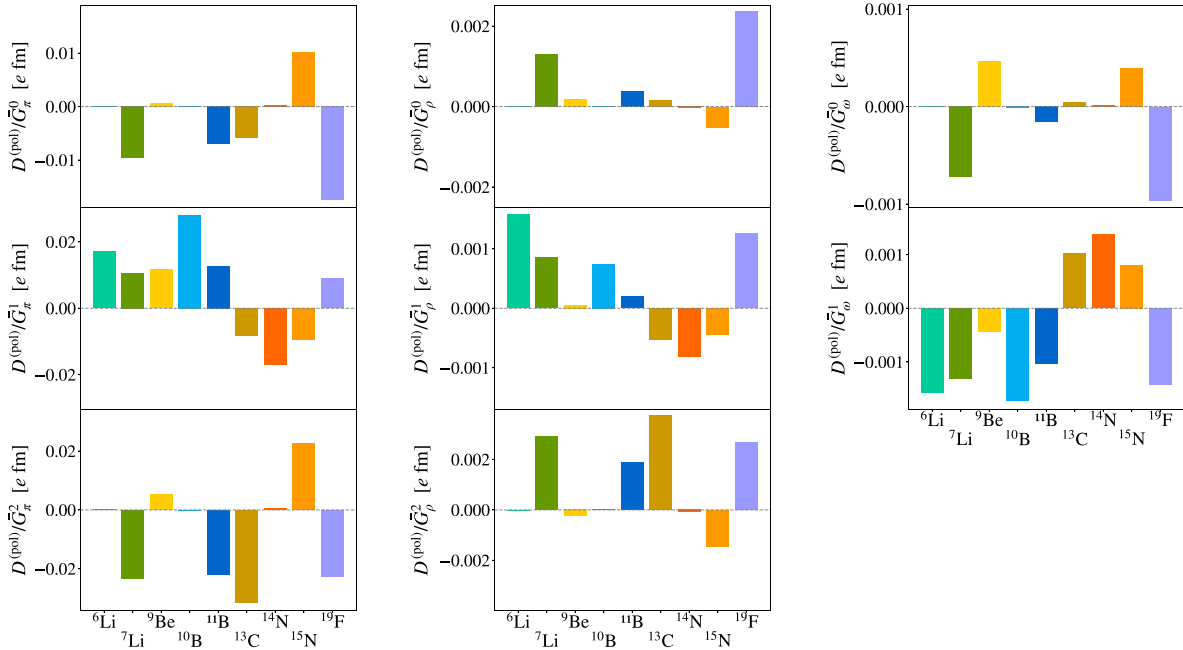 D^(pol)/Ḡ_π^0 [e fm]
0.01
0.00
−0.01
D^(pol)/Ḡ_π^1 [e fm]
0.02
0.00
−0.02
D^(pol)/Ḡ_π^2 [e fm]
0.02
0.00
−0.02
⁶Li ⁹Be ¹¹B ¹⁴N ¹⁹F
⁷Li ¹⁰B ¹³C ¹⁵N
D^(pol)/Ḡ_ρ^0 [e fm]
0.002
0.000
−0.002
D^(pol)/Ḡ_ρ^1 [e fm]
0.001
0.000
−0.001
D^(pol)/Ḡ_ρ^2 [e fm]
0.002
0.000
−0.002
⁶Li ⁹Be ¹¹B ¹⁴N ¹⁹F
⁷Li ¹⁰B ¹³C ¹⁵N
D^(pol)/Ḡ_ω^0 [e fm]
0.001
0.000
−0.001
D^(pol)/Ḡ_ω^1 [e fm]
0.001
0.000
−0.001
⁶Li ⁹Be ¹¹B ¹⁴N ¹⁹F
⁷Li ¹⁰B ¹³C ¹⁵N